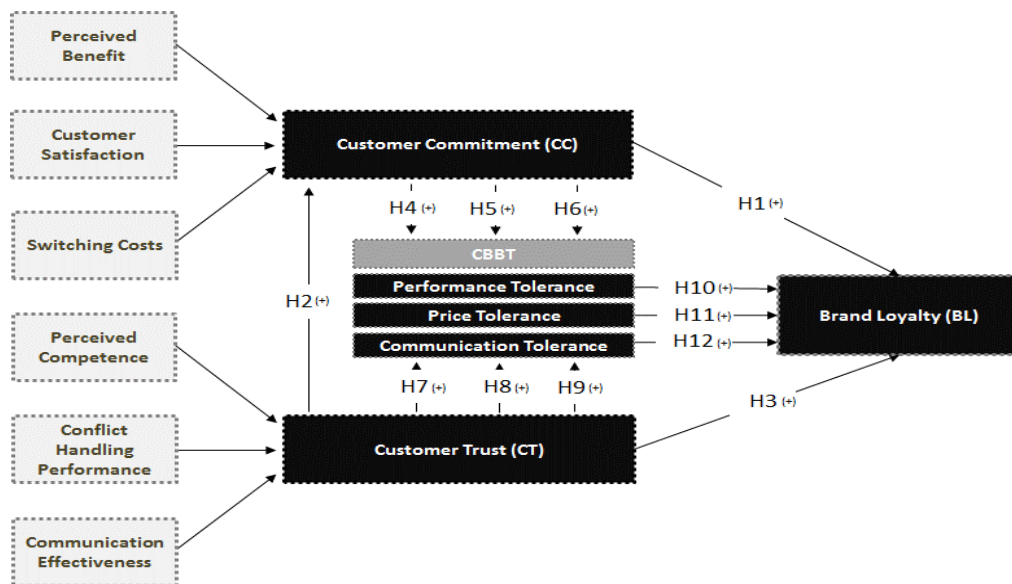 Perceived
Benefit
Customer
Satisfaction
Switching Costs
Perceived
Competence
Conflict
Handling
Performance
Communication
Effectiveness
Customer Commitment (CC)
H4 (+) H5 (+) H6 (+)
CBBT
Performance Tolerance
Price Tolerance
Communication Tolerance
H7 (+) H8 (+) H9 (+)
Customer Trust (CT)
H2 (+)
H1 (+)
H10 (+)
H11 (+)
H12 (+)
H3 (+)
Brand Loyalty (BL)